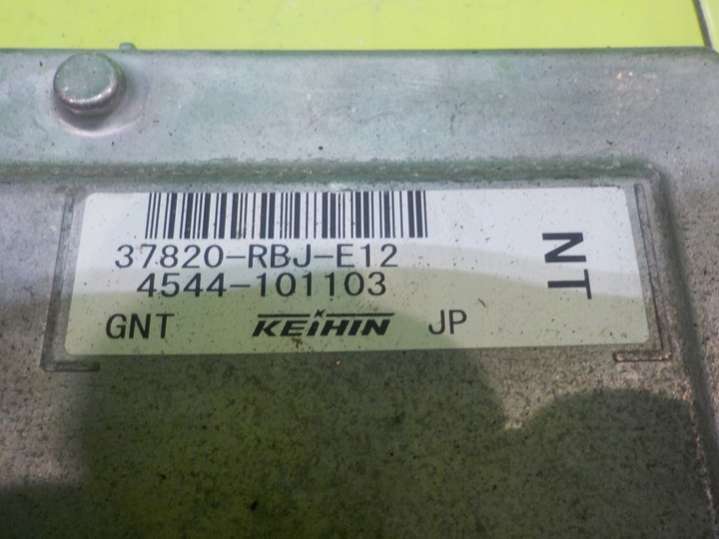 37820-RBJ-E12
4544-101103
GNT KEIHIN JP
NT